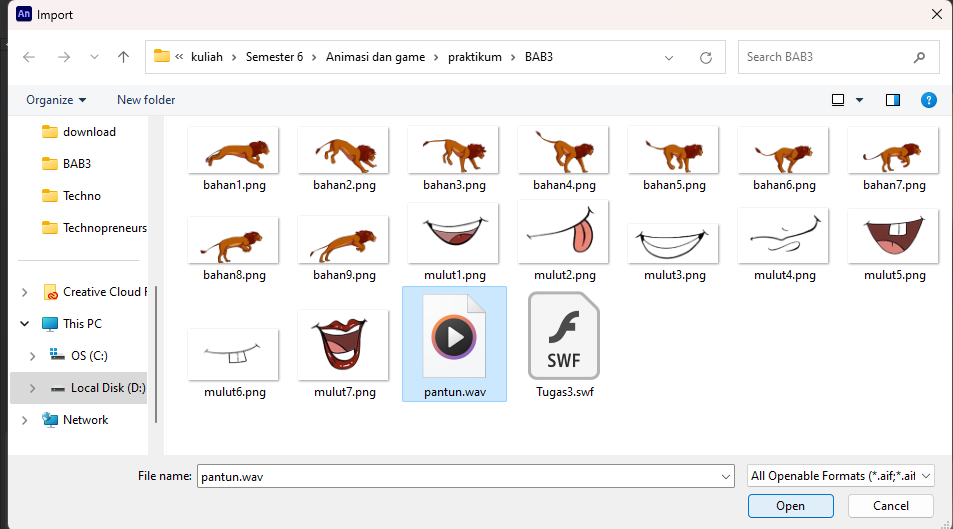 An Import
« kuliah > Semester 6 > Animasi dan game > praktikum > BAB3
Search BAB3
Organize
New folder
download
BAB3
Techno
Technopreneurs
Creative Cloud F
This PC
OS (C:)
Local Disk (D:)
Network
bahan1.png bahan2.png bahan3.png bahan4.png bahan5.png bahan6.png bahan7.png
bahan8.png bahan9.png mulut1.png mulut2.png mulut3.png mulut4.png mulut5.png
SWF
mulut6.png mulut7.png pantun.wav Tugas3.swf
File name: pantun.wav
All Openable Formats (*.aif;*.aif
Open Cancel